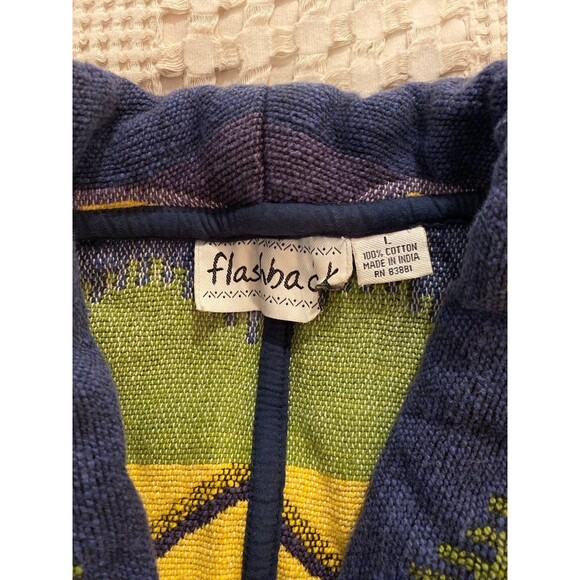 flashback
L
100% COTTON
MADE IN INDIA
RN 83881